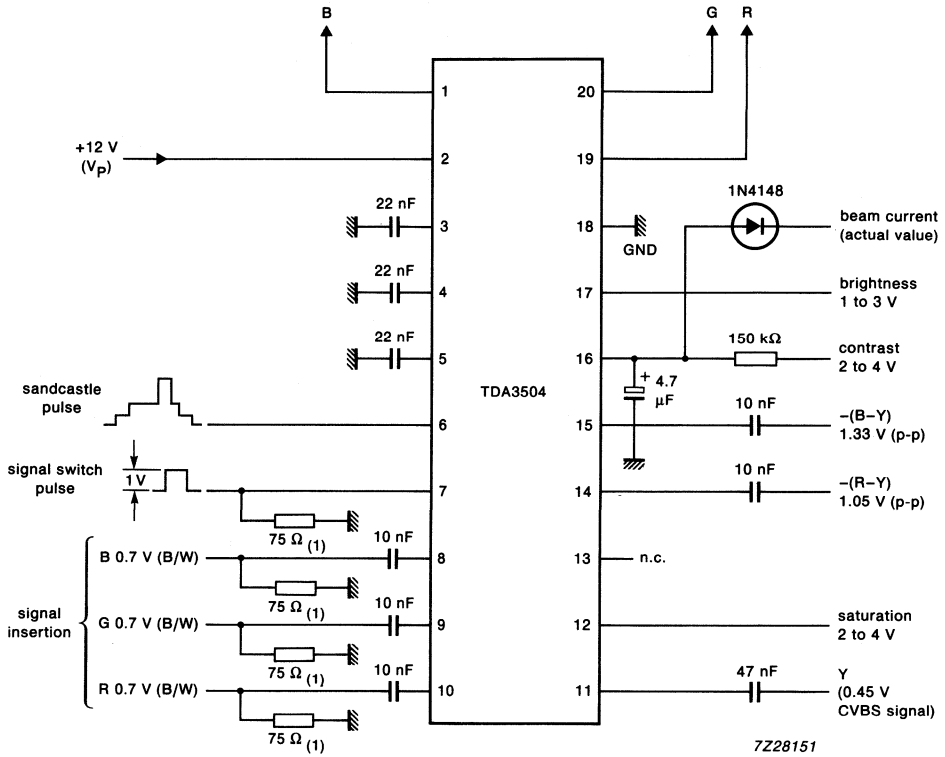 B
G R
1
20
+12 V
(VP)
2
19
1N4148
22 nF
3
18
GND
beam current
(actual value)
22 nF
4
17
brightness
1 to 3 V
22 nF
5
16
150 kΩ
contrast
2 to 4 V
TDA3504
+ 4.7
μF
sandcastle
pulse
6
15
10 nF
–(B–Y)
1.33 V (p-p)
signal switch
pulse
1 V
7
14
10 nF
–(R–Y)
1.05 V (p-p)
75 Ω (1)
B 0.7 V (B/W)
10 nF
8
13
n.c.
75 Ω (1)
signal
insertion
G 0.7 V (B/W)
10 nF
9
12
saturation
2 to 4 V
75 Ω (1)
R 0.7 V (B/W)
10 nF
10
11
47 nF
Y
(0.45 V
CVBS signal)
75 Ω (1)
7Z28151